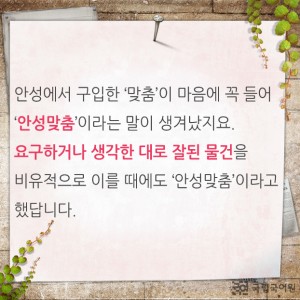 안성에서 구입한 '맞춤'이 마음에 꼭 들어
'안성맞춤'이라는 말이 생겨났지요.
요구하거나 생각한 대로 잘된 물건을
비유적으로 이를 때에도 '안성맞춤'이라고
했답니다.
국립국어원